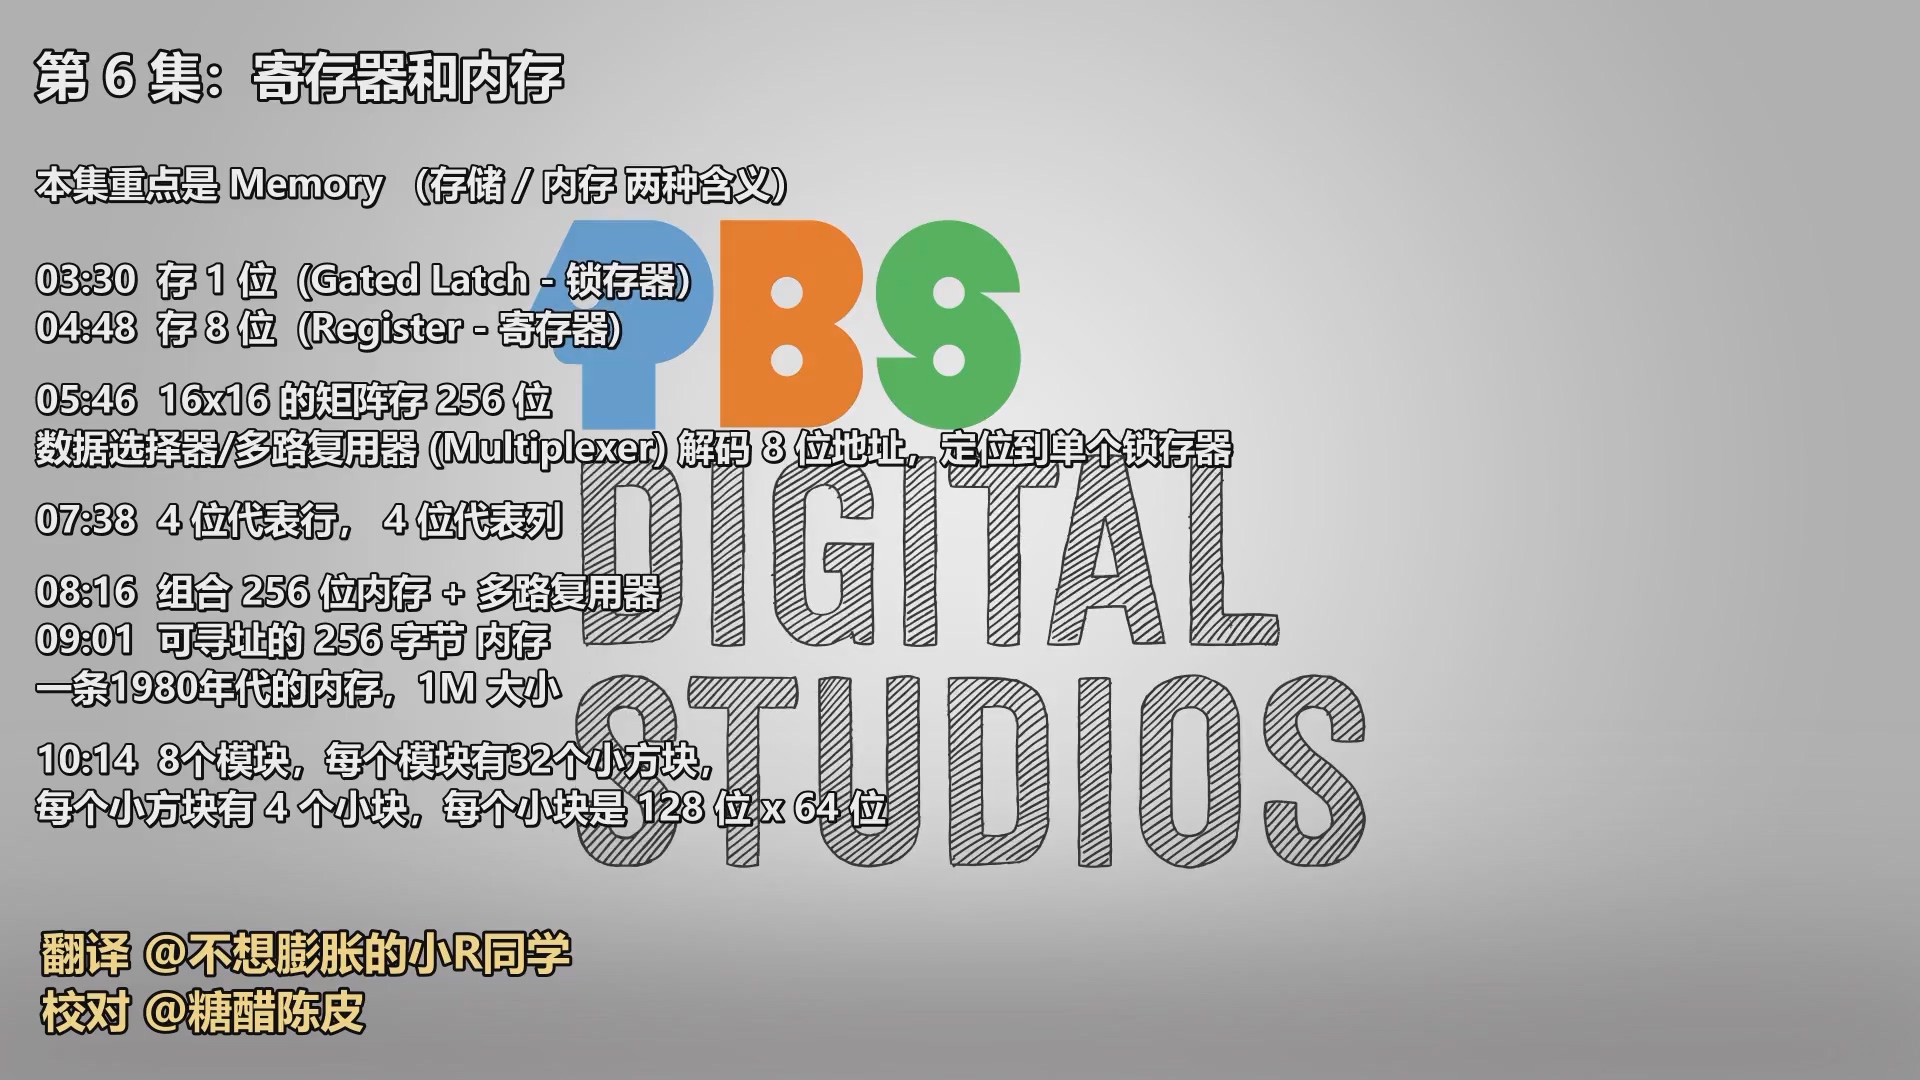 第 6 集：寄存器和内存
本集重点是 Memory （存储 / 内存 两种含义）
03:30 存 1 位（Gated Latch - 锁存器）
04:48 存 8 位（Register - 寄存器）
05:46 16x16 的矩阵存 256 位
数据选择器/多路复用器 (Multiplexer) 解码 8 位地址，定位到单个锁存器
07:38 4 位代表行， 4 位代表列
08:16 组合 256 位内存 + 多路复用器
09:01 可寻址的 256 字节 内存
一条1980年代的内存，1M 大小
10:14 8个模块，每个模块有32个小方块，
每个小方块有 4 个小块，每个小块是 128 位 x 64 位
翻译 @不想膨胀的小R同学
校对 @糖醋陈皮
PBS
DIGITAL
STUDIOS